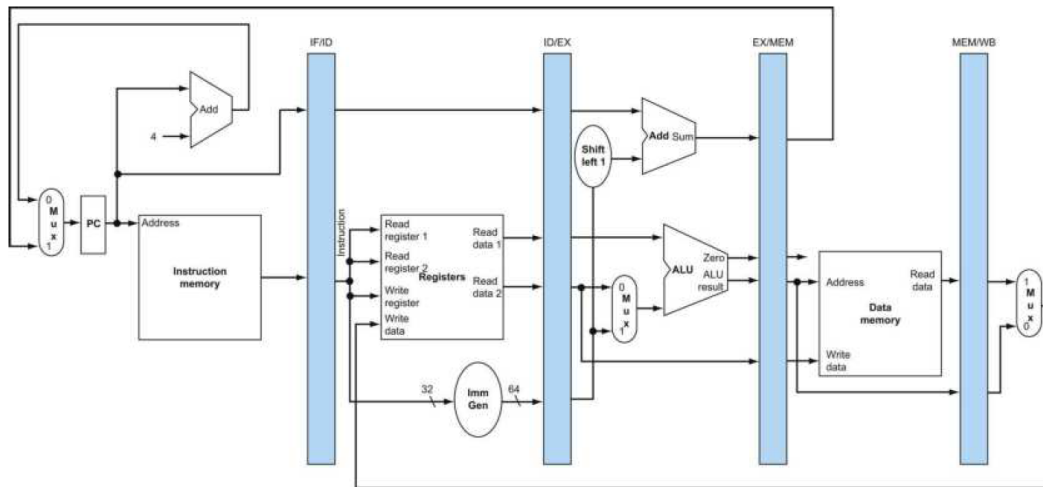 IF/ID
ID/EX
EX/MEM
MEM/WB
Add
4
Add Sum
Shift
left 1
0
M
u
x
1
PC
Address
Instruction
memory
Instruction
Read
register 1
Read
register 2
Registers
Write
register
Write
data
Read
data 1
Read
data 2
0
M
u
x
1
Zero
ALU
ALU
result
Address
Read
data
Data
memory
Write
data
1
M
u
x
0
32
Imm
Gen
64